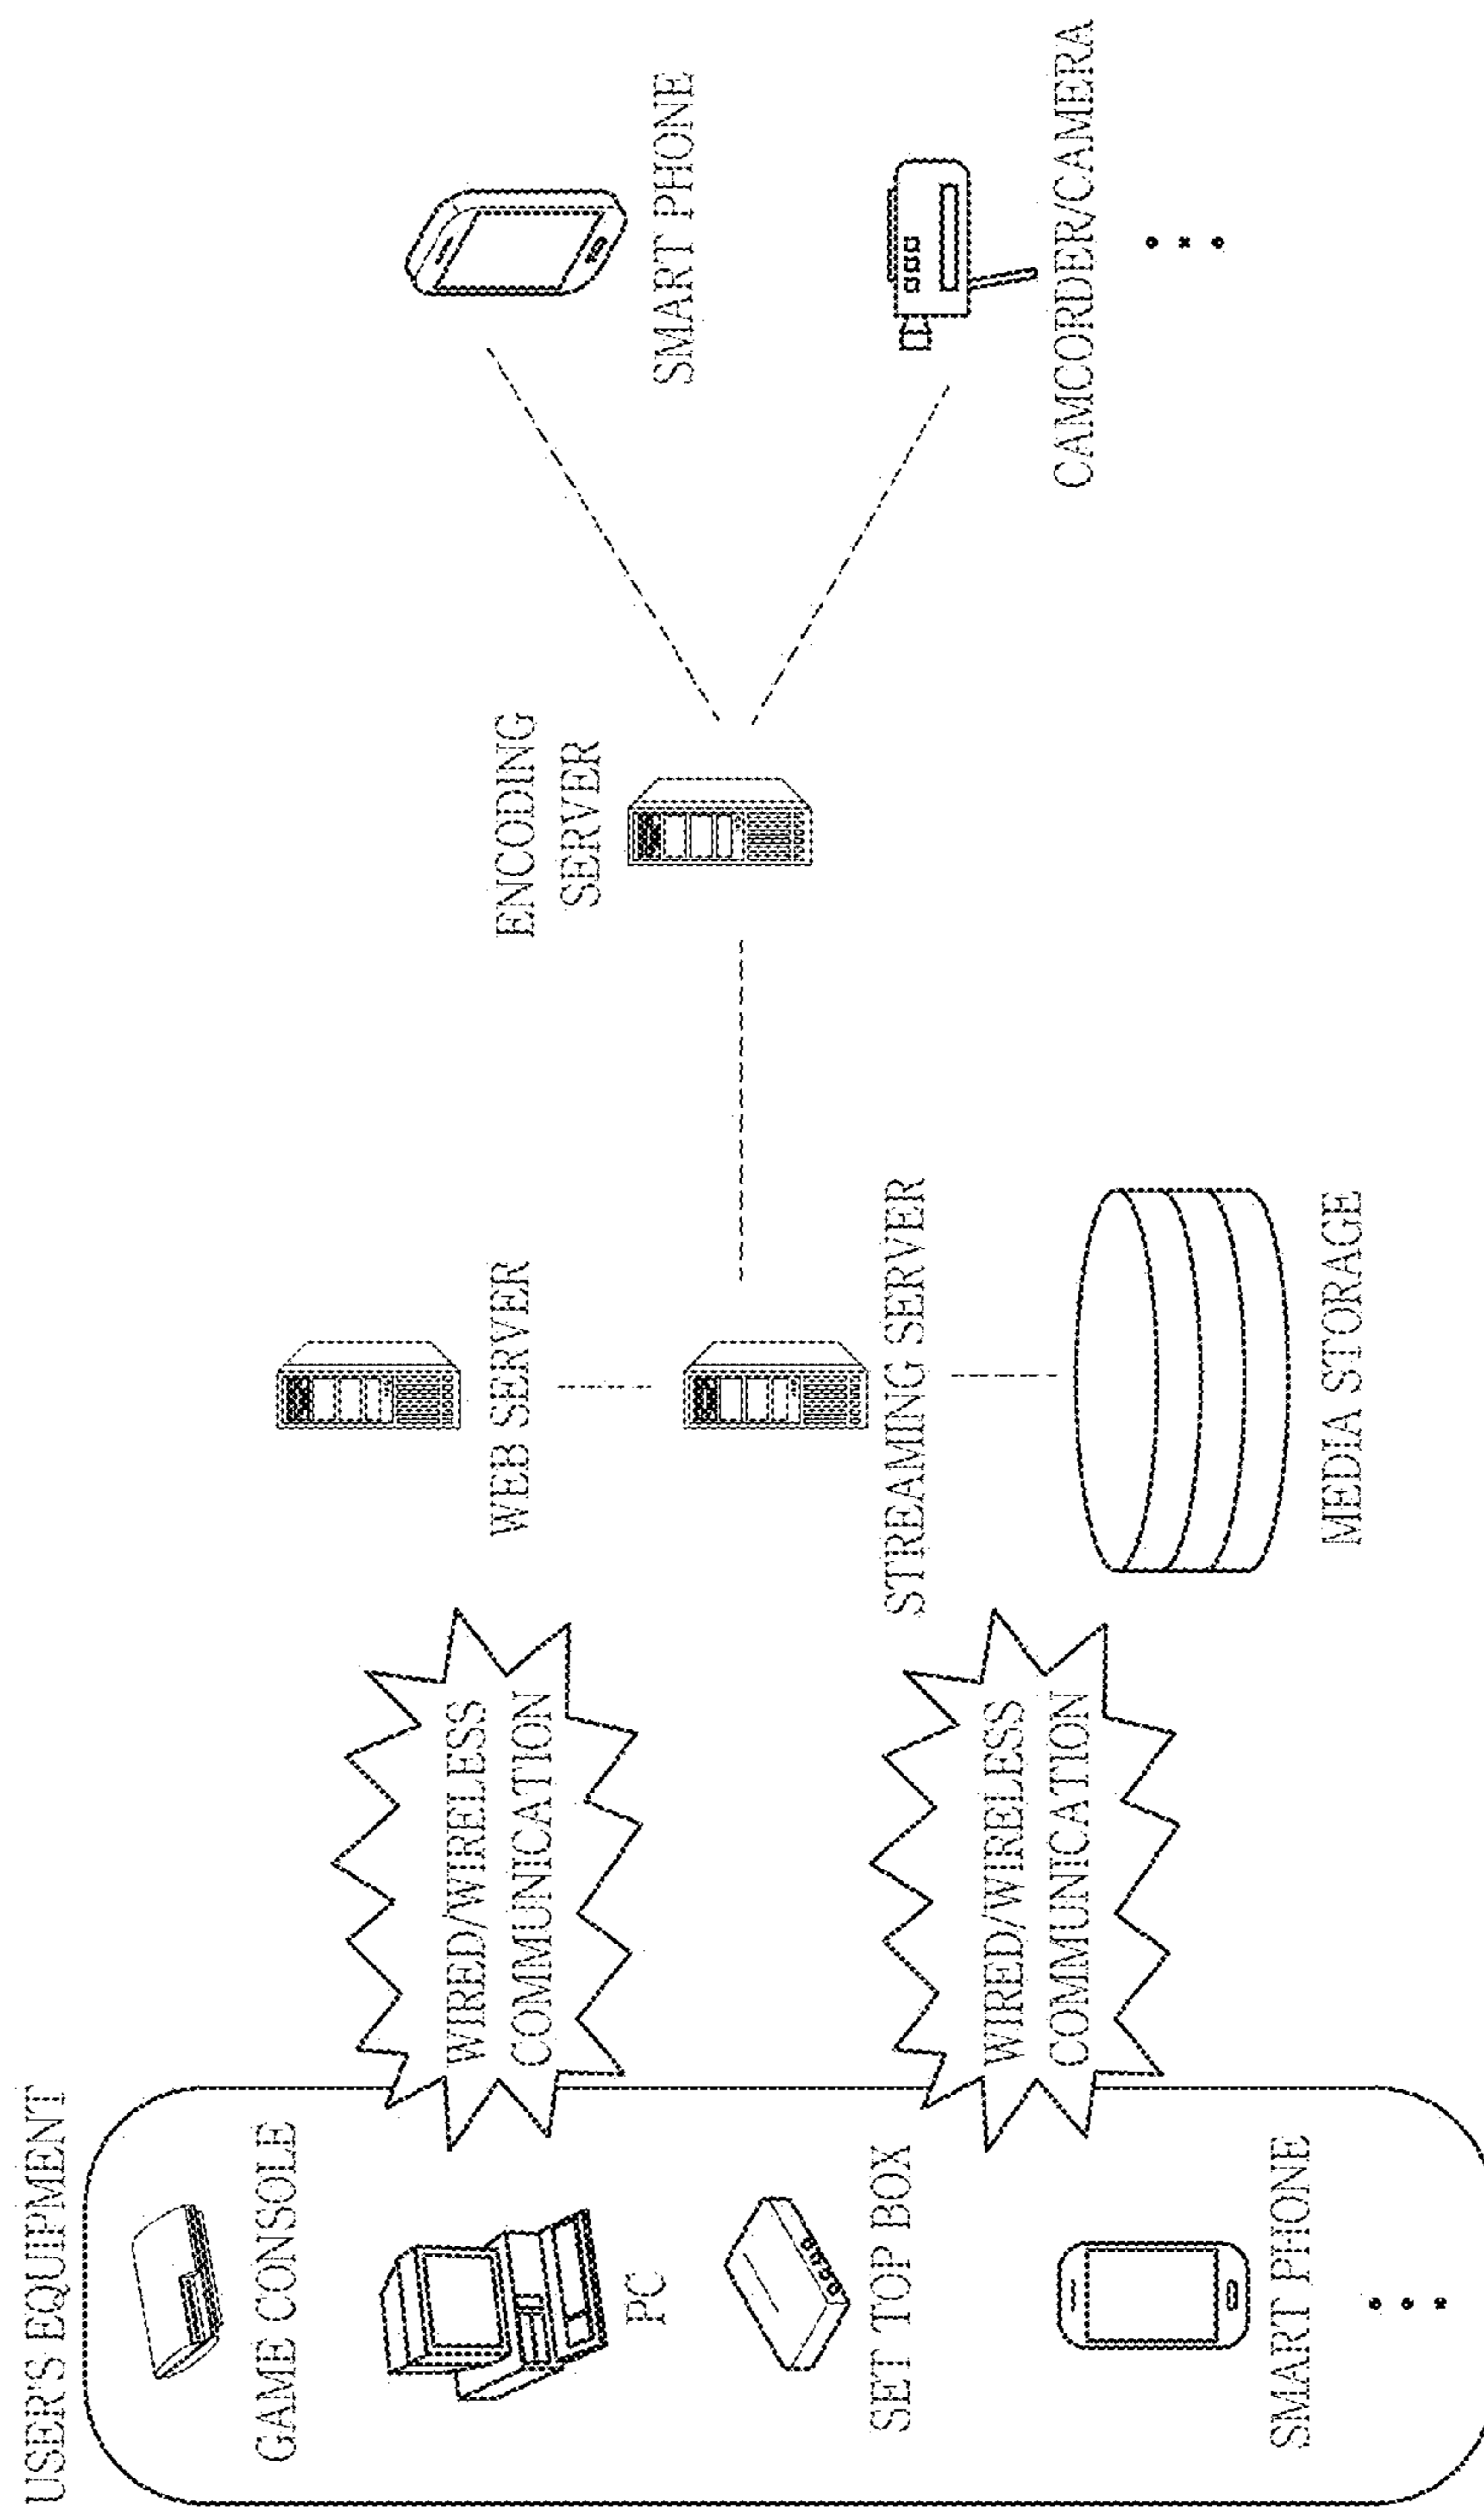 USER'S EQUIPMENT
GAME CONSOLE
PC
SET TOP BOX
SMART PHONE
WIRED/WIRELESS
COMMUNICATION
WIRED/WIRELESS
COMMUNICATION
WEB SERVER
STREAMING SERVER
MEDIA STORAGE
ENCODING
SERVER
SMART PHONE
CAMCORDER/CAMERA